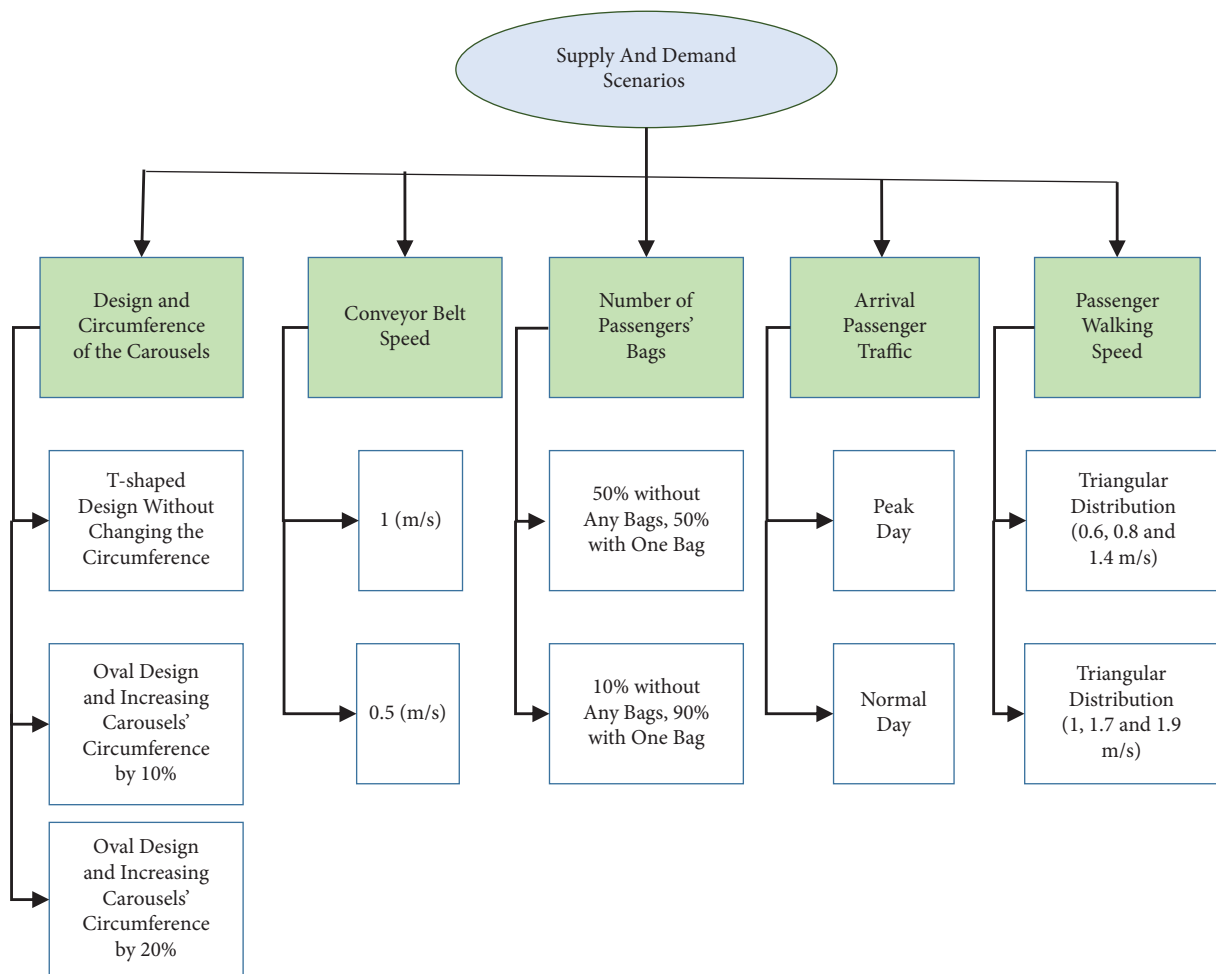 Supply And Demand
Scenarios
Design and
Circumference
of the Carousels
Conveyor Belt
Speed
Number of
Passengers’
Bags
Arrival
Passenger
Traffic
Passenger
Walking
Speed
T-shaped
Design Without
Changing the
Circumference
1 (m/s)
50% without
Any Bags, 50%
with One Bag
Peak
Day
Triangular
Distribution
(0.6, 0.8 and
1.4 m/s)
Oval Design
and Increasing
Carousels’
Circumference
by 10%
0.5 (m/s)
10% without
Any Bags, 90%
with One Bag
Normal
Day
Triangular
Distribution
(1, 1.7 and 1.9
m/s)
Oval Design
and Increasing
Carousels’
Circumference
by 20%